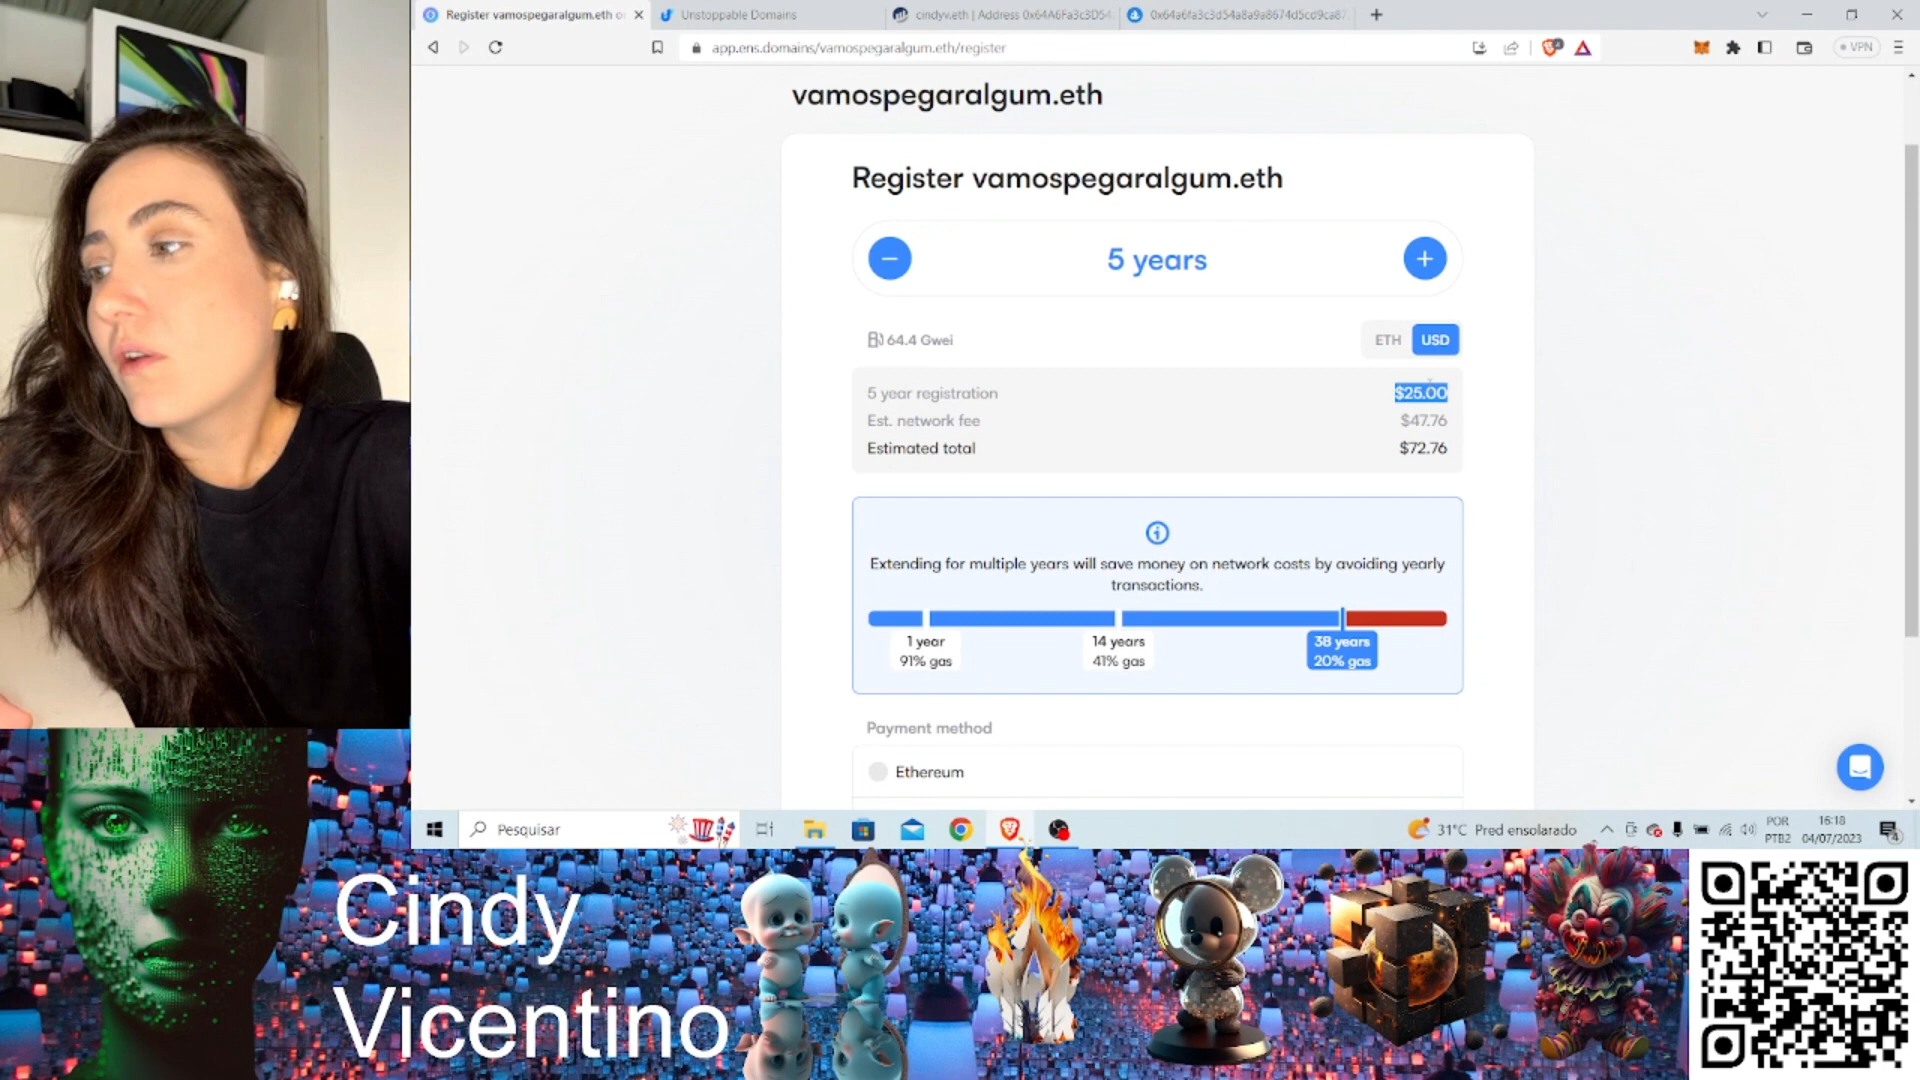 Register vamospegaralgum.eth o
Unstoppable Domains
cindyv.eth | Address 0x64A6Fa3c3D54
0x64a6fa3c3d54a8a9a8674d5cd9ca87
app.ens.domains/vamospegaralgum.eth/register
VPN
vamospegaralgum.eth
Register vamospegaralgum.eth
5 years
64.4 Gwei
ETH
USD
5 year registration
$25.00
Est. network fee
$47.76
Estimated total
$72.76
Extending for multiple years will save money on network costs by avoiding yearly
transactions.
1 year
91% gas
14 years
41% gas
38 years
20% gas
Payment method
Ethereum
Pesquisar
31°C Pred ensolarado
POR
PTB2
16:18
04/07/2023
Cindy
Vicentino